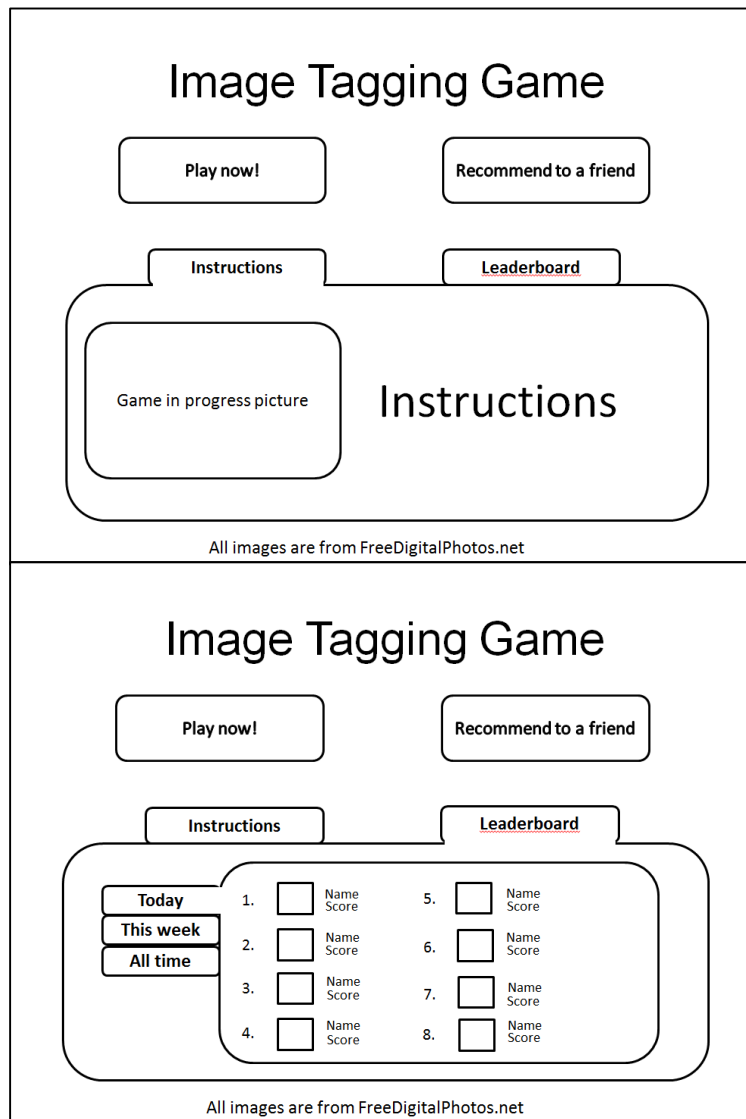 Image Tagging Game
Play now!
Recommend to a friend
Instructions
Leaderboard
Game in progress picture
Instructions
All images are from FreeDigitalPhotos.net
Image Tagging Game
Play now!
Recommend to a friend
Instructions
Leaderboard
Today
This week
All time
1. Name
Score
2. Name
Score
3. Name
Score
4. Name
Score
5. Name
Score
6. Name
Score
7. Name
Score
8. Name
Score
All images are from FreeDigitalPhotos.net